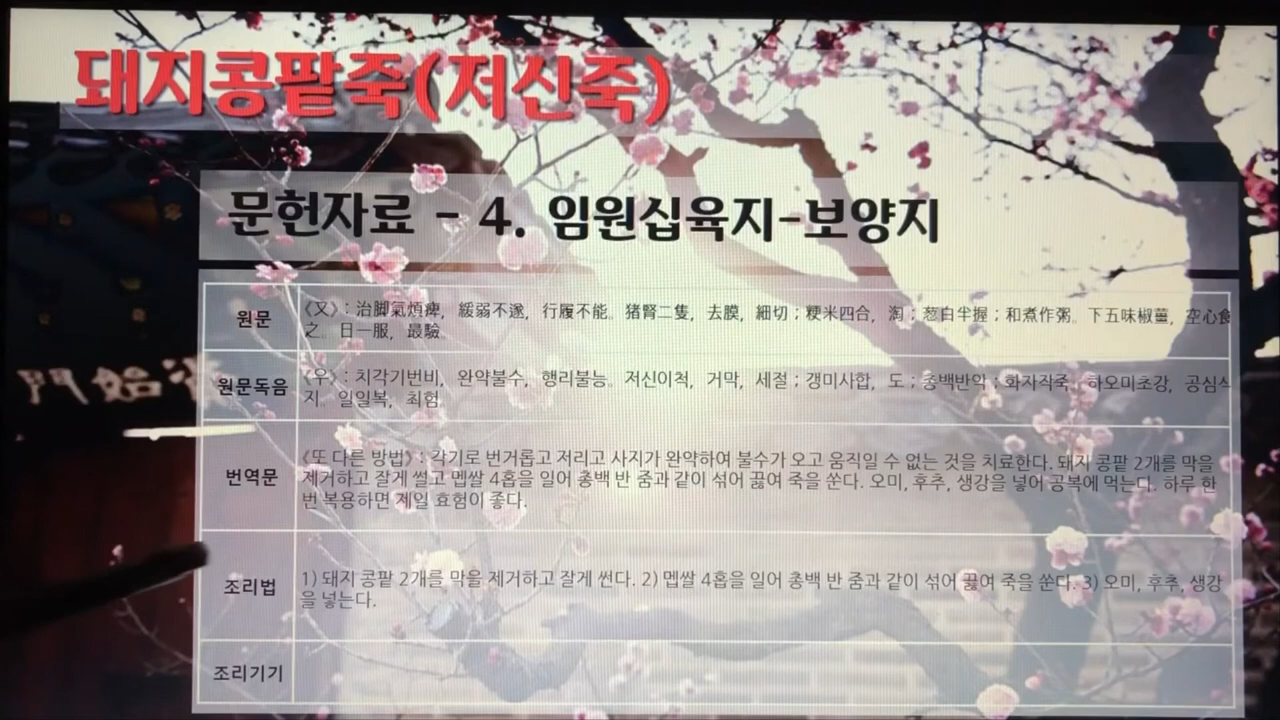 돼지콩팥죽(저신죽)
문헌자료 - 4. 임원십육지-보양지
원문
《又》: 治脚氣煩痺, 緩弱不遂, 行履不能。猪腎二隻, 去膜, 細切; 粳米四合, 淘; 葱白半握; 和煮作粥。下五味椒薑, 空心食
之。日一服, 最驗。
원문독음
《우》: 치각기번비, 완약불수, 행리불능。저신이척, 거막, 세절; 갱미사합, 도; 총백반악; 화자작죽。하오미초강, 공심식
지。일일복, 최험。
번역문
《또 다른 방법》: 각기로 번거롭고 저리고 사지가 완약하여 불수가 오고 움직일 수 없는 것을 치료한다. 돼지 콩팥 2개를 막을
제거하고 잘게 썰고 멥쌀 4홉을 일어 총백 반 줌과 같이 섞어 끓여 죽을 쑨다. 오미, 후추, 생강을 넣어 공복에 먹는다. 하루 한
번 복용하면 제일 효험이 좋다.
조리법
1) 돼지 콩팥 2개를 막을 제거하고 잘게 썬다. 2) 멥쌀 4홉을 일어 총백 반 줌과 같이 섞어 끓여 죽을 쑨다. 3) 오미, 후추, 생강
을 넣는다.
조리기기
門始